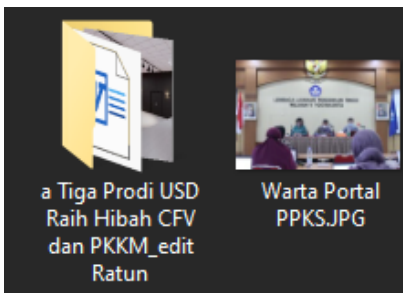 a Tiga Prodi USD
Raih Hibah CFV
dan PKKM_edit
Ratun
Warta Portal
PPKS.JPG